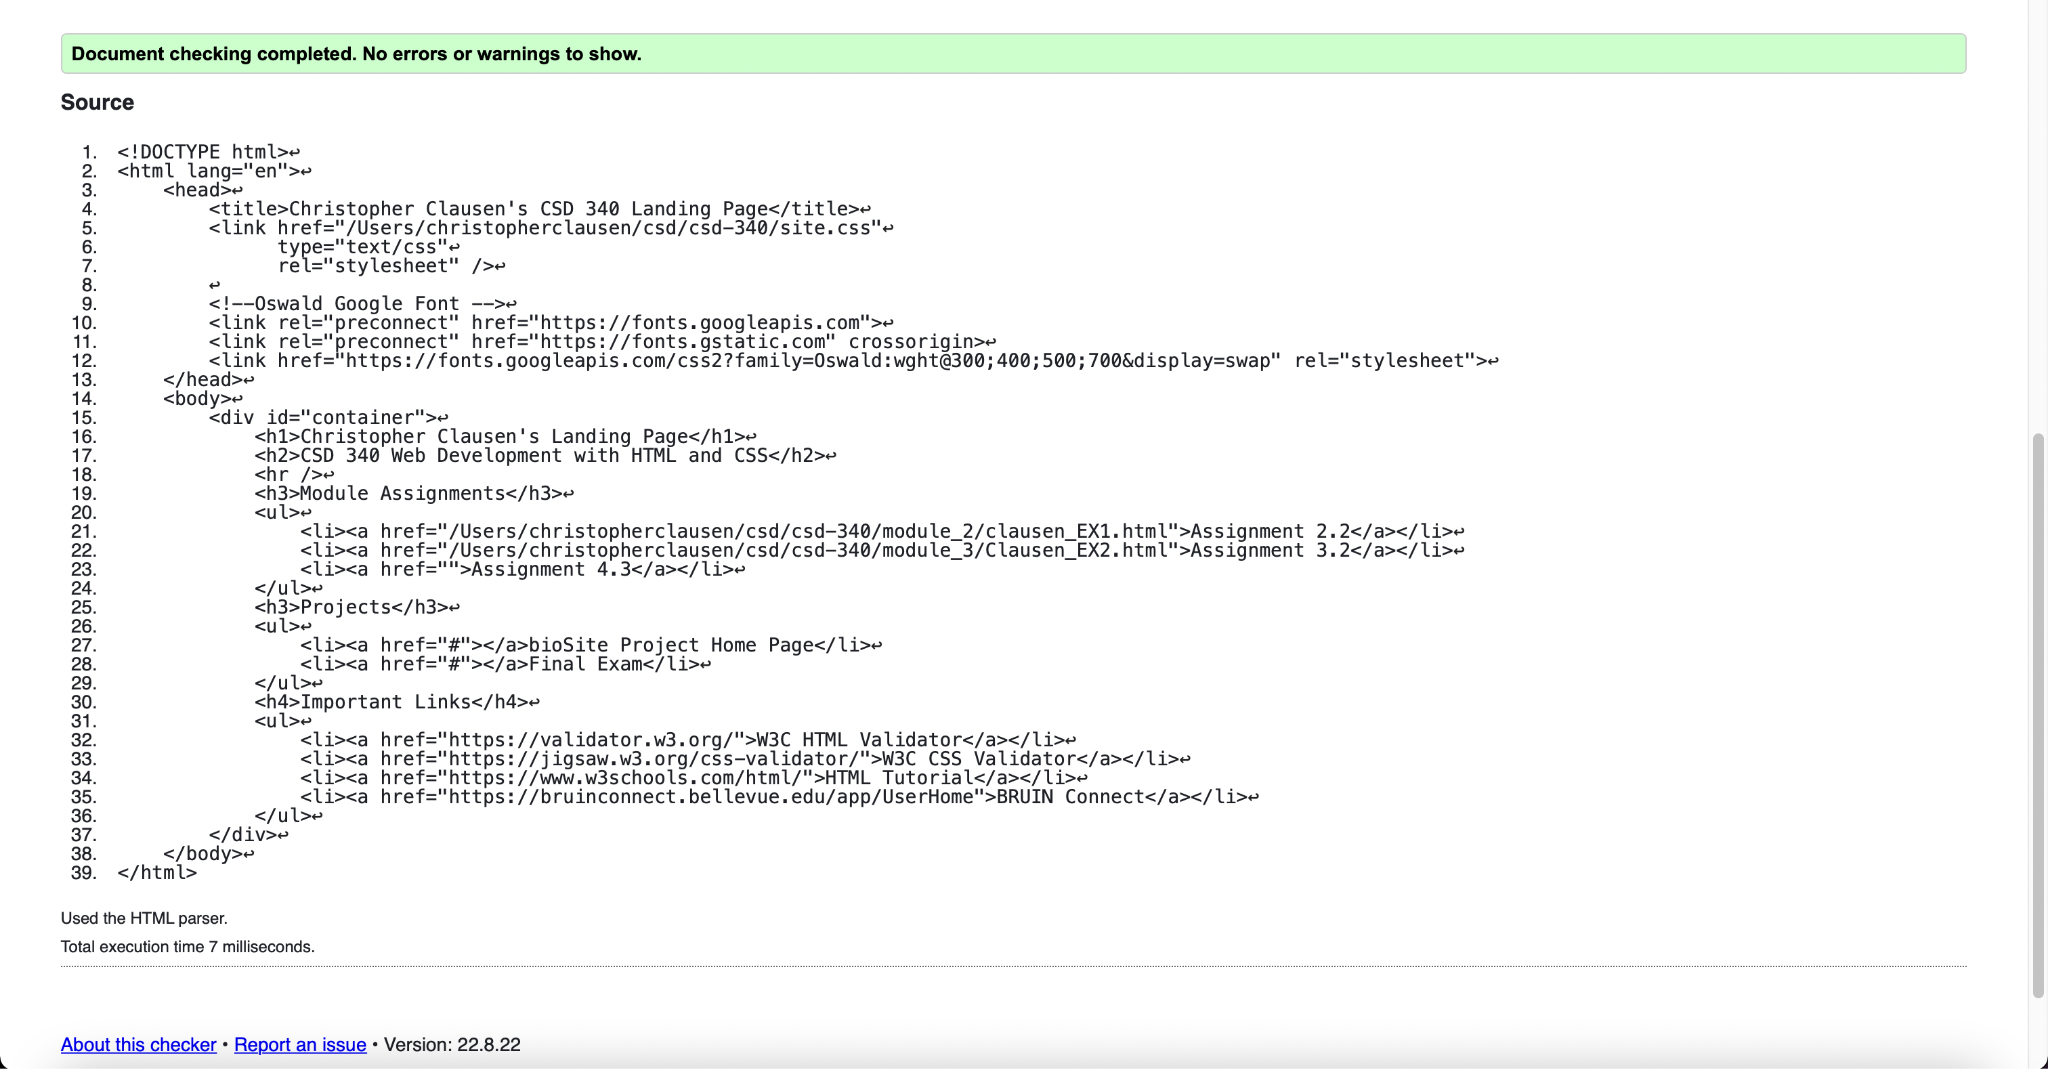 Document checking completed. No errors or warnings to show.
Source
1. <!DOCTYPE html>↩
2. <html lang="en">↩
3.     <head>↩
4.         <title>Christopher Clausen's CSD 340 Landing Page</title>↩
5.         <link href="/Users/christopherclausen/csd/csd-340/site.css"↩
6.               type="text/css"↩
7.               rel="stylesheet" />↩
8.         ↩
9.         <!--Oswald Google Font -->↩
10.         <link rel="preconnect" href="https://fonts.googleapis.com">↩
11.         <link rel="preconnect" href="https://fonts.gstatic.com" crossorigin>↩
12.         <link href="https://fonts.googleapis.com/css2?family=Oswald:wght@300;400;500;700&display=swap" rel="stylesheet">↩
13.     </head>↩
14.     <body>↩
15.         <div id="container">↩
16.             <h1>Christopher Clausen's Landing Page</h1>↩
17.             <h2>CSD 340 Web Development with HTML and CSS</h2>↩
18.             <hr />↩
19.             <h3>Module Assignments</h3>↩
20.             <ul>↩
21.                 <li><a href="/Users/christopherclausen/csd/csd-340/module_2/clausen_EX1.html">Assignment 2.2</a></li>↩
22.                 <li><a href="/Users/christopherclausen/csd/csd-340/module_3/Clausen_EX2.html">Assignment 3.2</a></li>↩
23.                 <li><a href="">Assignment 4.3</a></li>↩
24.             </ul>↩
25.             <h3>Projects</h3>↩
26.             <ul>↩
27.                 <li><a href="#"></a>bioSite Project Home Page</li>↩
28.                 <li><a href="#"></a>Final Exam</li>↩
29.             </ul>↩
30.             <h4>Important Links</h4>↩
31.             <ul>↩
32.                 <li><a href="https://validator.w3.org/">W3C HTML Validator</a></li>↩
33.                 <li><a href="https://jigsaw.w3.org/css-validator/">W3C CSS Validator</a></li>↩
34.                 <li><a href="https://www.w3schools.com/html/">HTML Tutorial</a></li>↩
35.                 <li><a href="https://bruinconnect.bellevue.edu/app/UserHome">BRUIN Connect</a></li>↩
36.             </ul>↩
37.         </div>↩
38.     </body>↩
39. </html>
Used the HTML parser.
Total execution time 7 milliseconds.
About this checker • Report an issue • Version: 22.8.22